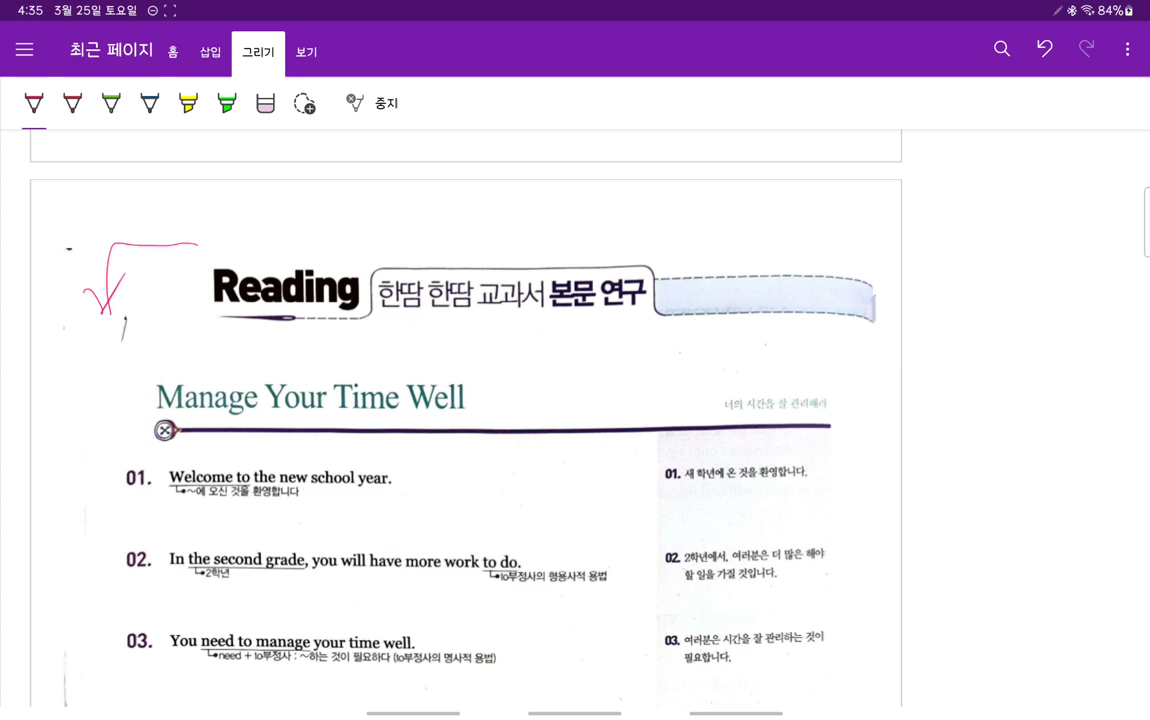 4:35 3월 25일 토요일 84%
최근 페이지 홈 삽입 그리기 보기
중지
Reading 한땀 한땀 교과서 본문 연구
Manage Your Time Well 너의 시간을 잘 관리해라
01. Welcome to the new school year.
~에 오신 것을 환영합니다
01. 새 학년에 온 것을 환영합니다.
02. In the second grade, you will have more work to do.
2학년
to부정사의 형용사적 용법
02. 2학년에서, 여러분은 더 많은 해야
할 일을 가질 것입니다.
03. You need to manage your time well.
need + to부정사 : ~하는 것이 필요하다 (to부정사의 명사적 용법)
03. 여러분은 시간을 잘 관리하는 것이
필요합니다.